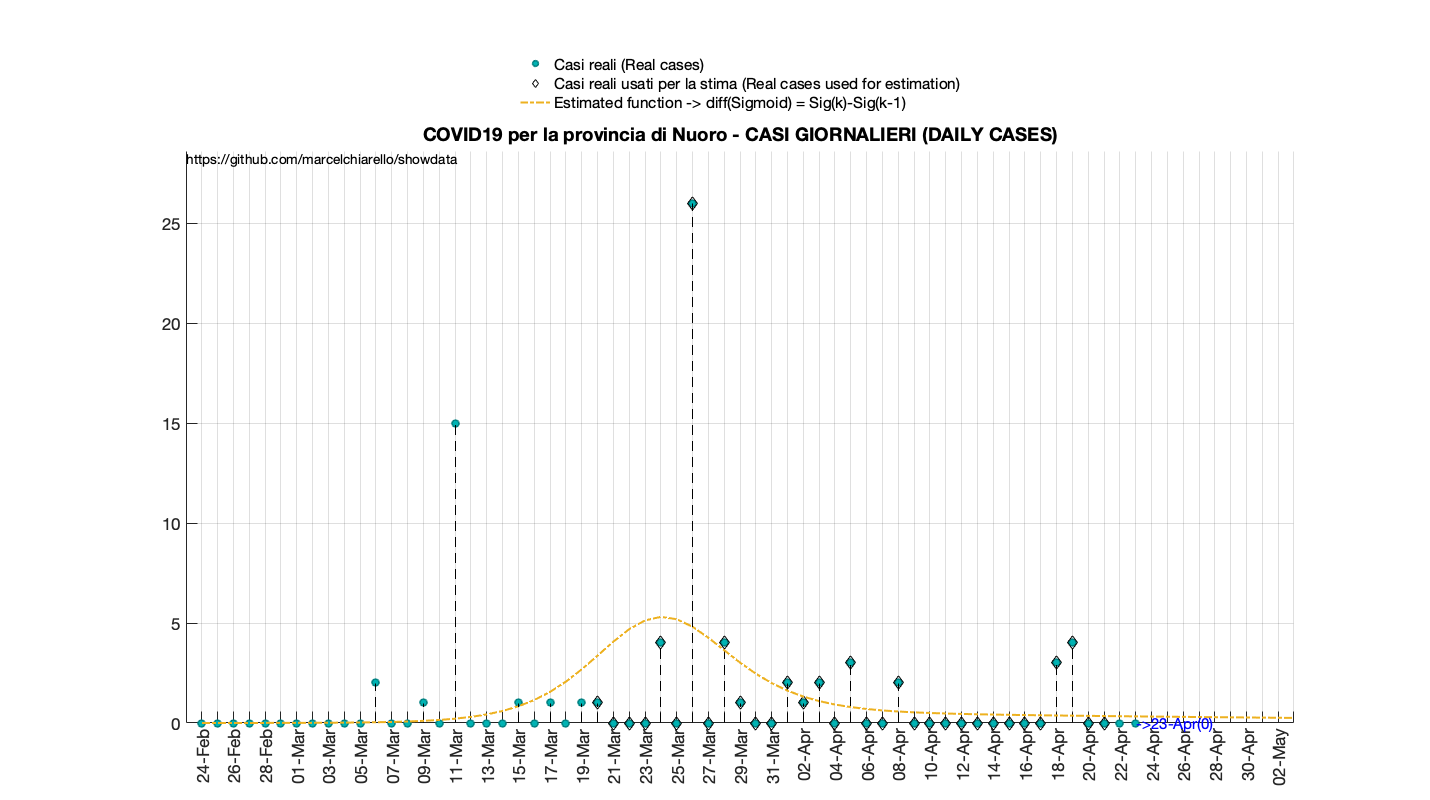 Casi reali (Real cases)
Casi reali usati per la stima (Real cases used for estimation)
Estimated function -> diff(Sigmoid) = Sig(k)-Sig(k-1)
COVID19 per la provincia di Nuoro - CASI GIORNALIERI (DAILY CASES)
https://github.com/marcelchiarello/showdata
25
20
15
10
5
0
->23-Apr(0)
24-Feb
26-Feb
28-Feb
01-Mar
03-Mar
05-Mar
07-Mar
09-Mar
11-Mar
13-Mar
15-Mar
17-Mar
19-Mar
21-Mar
23-Mar
25-Mar
27-Mar
29-Mar
31-Mar
02-Apr
04-Apr
06-Apr
08-Apr
10-Apr
12-Apr
14-Apr
16-Apr
18-Apr
20-Apr
22-Apr
24-Apr
26-Apr
28-Apr
30-Apr
02-May